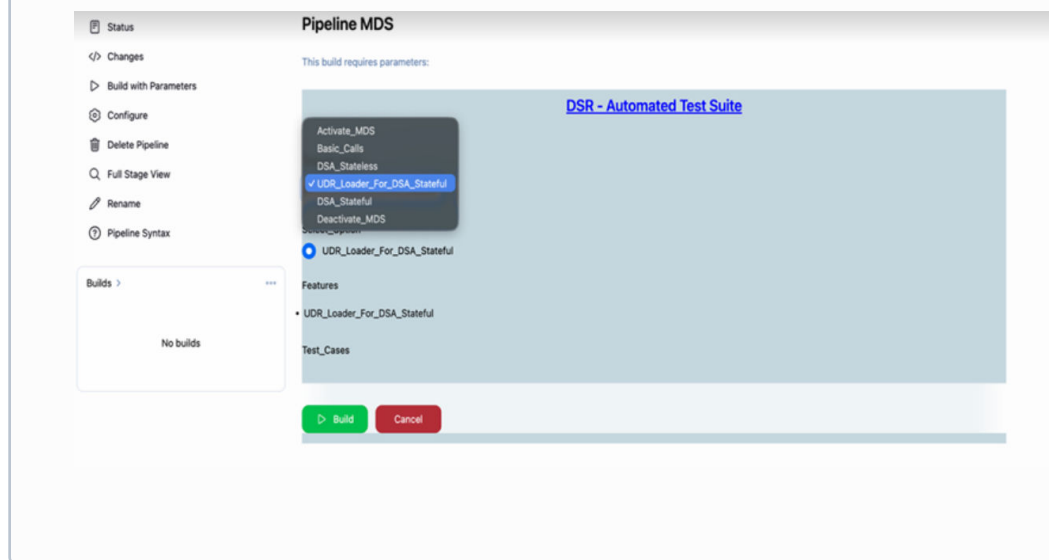 Status
Changes
Build with Parameters
Configure
Delete Pipeline
Full Stage View
Rename
Pipeline Syntax
Builds >
No builds
Pipeline MDS
This build requires parameters:
DSR - Automated Test Suite
Activate_MDS
Basic_Calls
DSA_Stateless
✓ UDR_Loader_For_DSA_Stateful
DSA_Stateful
Deactivate_MDS
Select_Option
UDR_Loader_For_DSA_Stateful
Features
• UDR_Loader_For_DSA_Stateful
Test_Cases
Build
Cancel